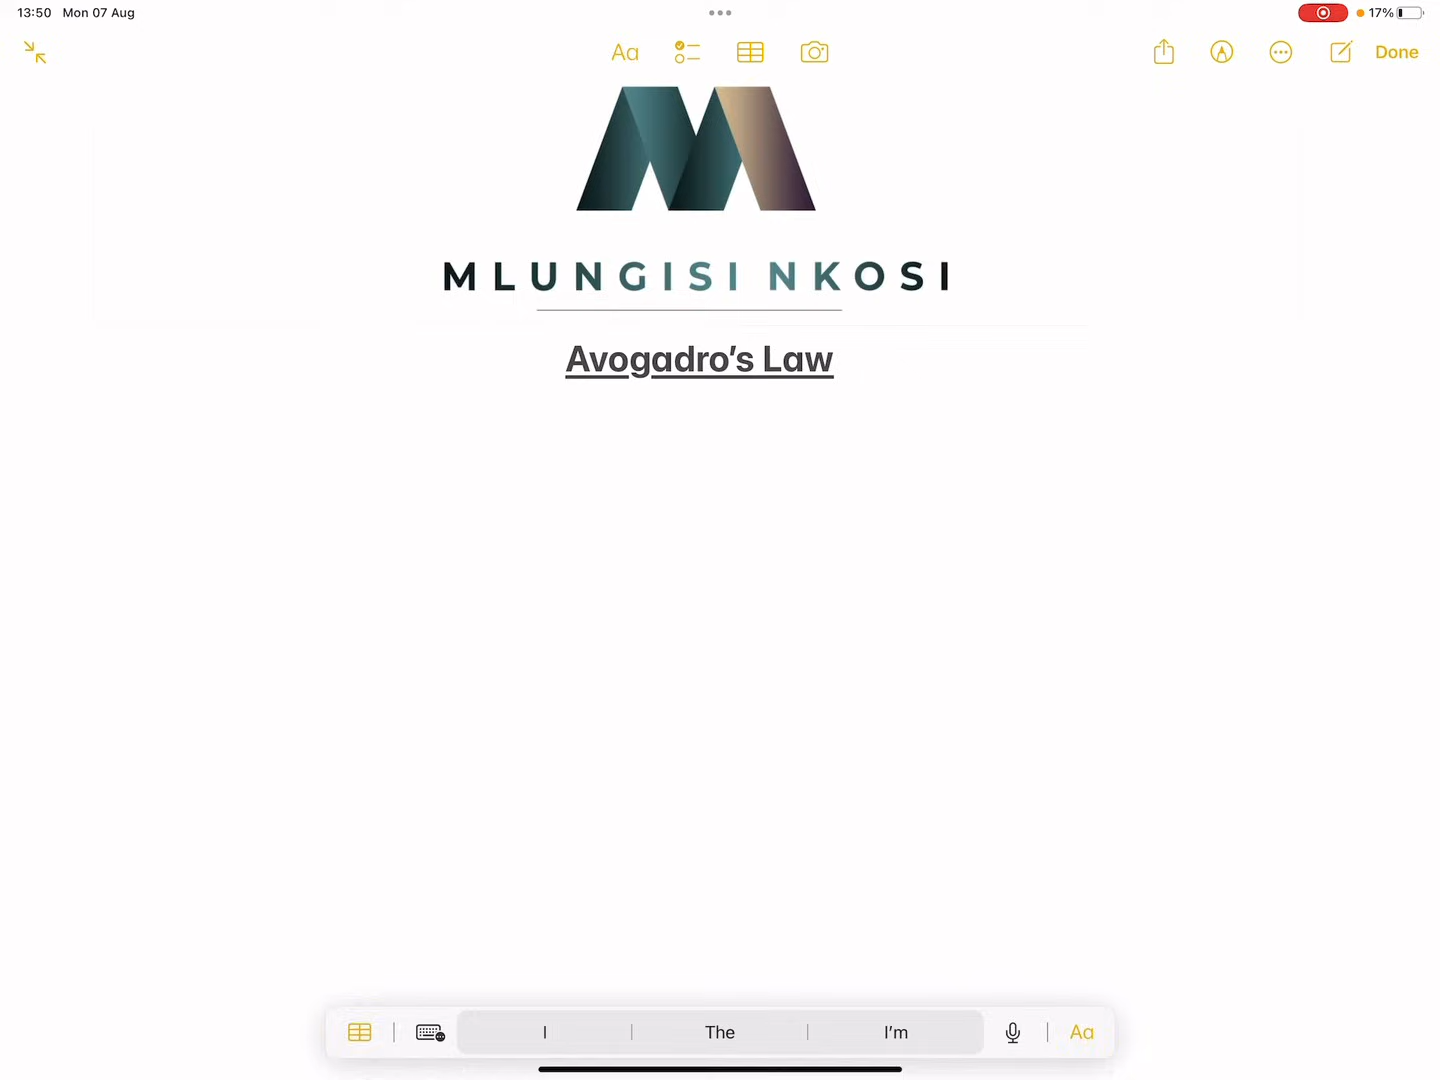 13:50 Mon 07 Aug
17%
Aa
Done
MLUNGISI NKOSI
Avogadro’s Law
I The I’m Aa